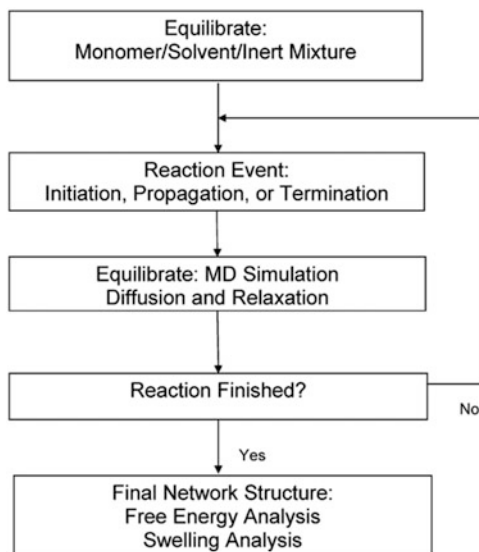 Equilibrate:
Monomer/Solvent/Inert Mixture
Reaction Event:
Initiation, Propagation, or Termination
Equilibrate: MD Simulation
Diffusion and Relaxation
Reaction Finished?
No
Yes
Final Network Structure:
Free Energy Analysis
Swelling Analysis